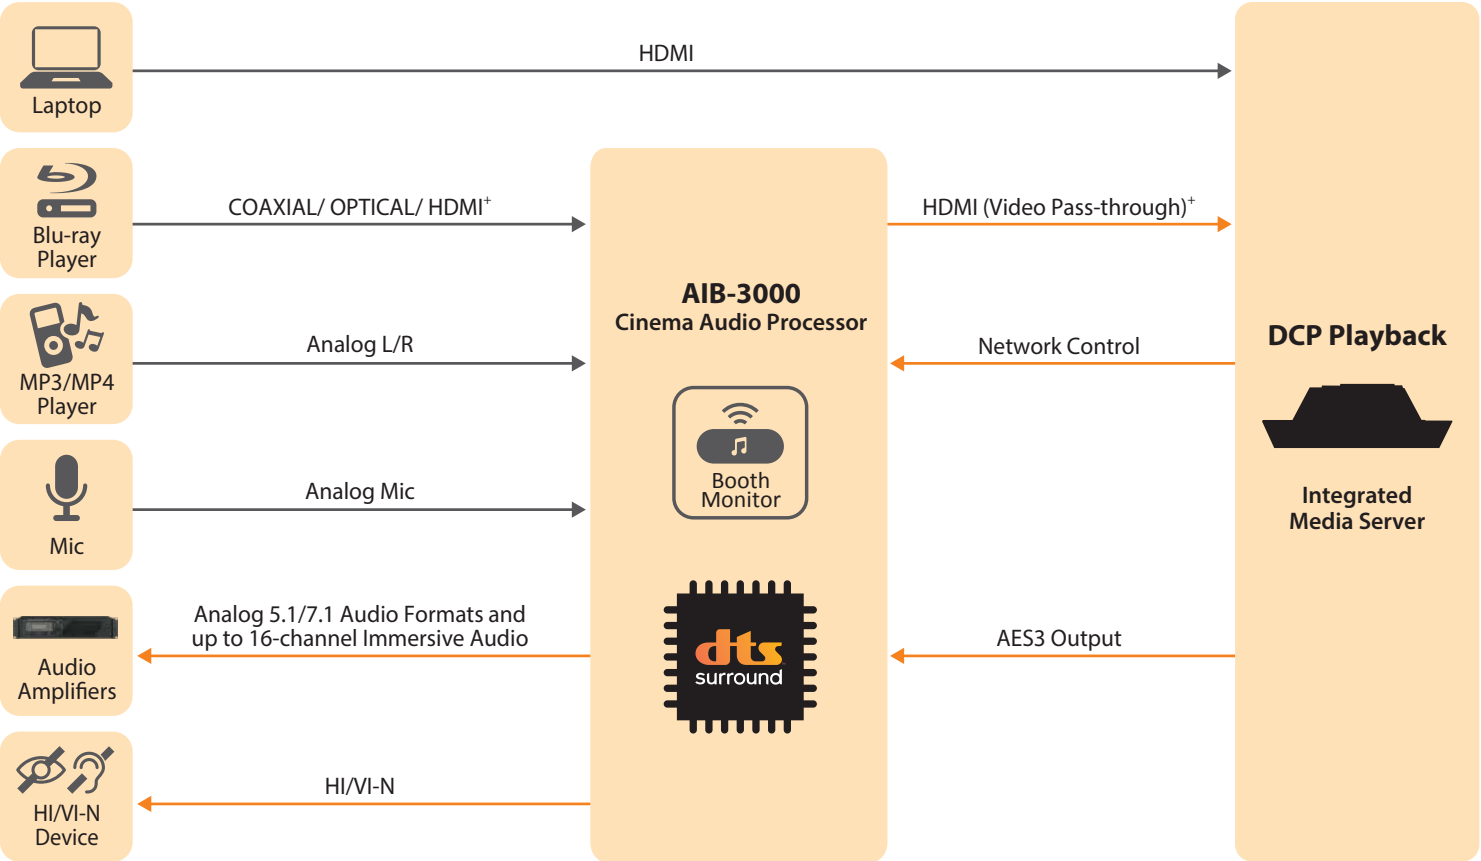 HDMI
Laptop
COAXIAL/ OPTICAL/ HDMI+
Blu-ray
Player
Analog L/R
MP3/MP4
Player
Analog Mic
Mic
Analog 5.1/7.1 Audio Formats and
up to 16-channel Immersive Audio
Audio
Amplifiers
HI/VI-N
HI/VI-N
Device
AIB-3000
Cinema Audio Processor
Booth
Monitor
dts
surround
HDMI (Video Pass-through)+
Network Control
AES3 Output
DCP Playback
Integrated
Media Server